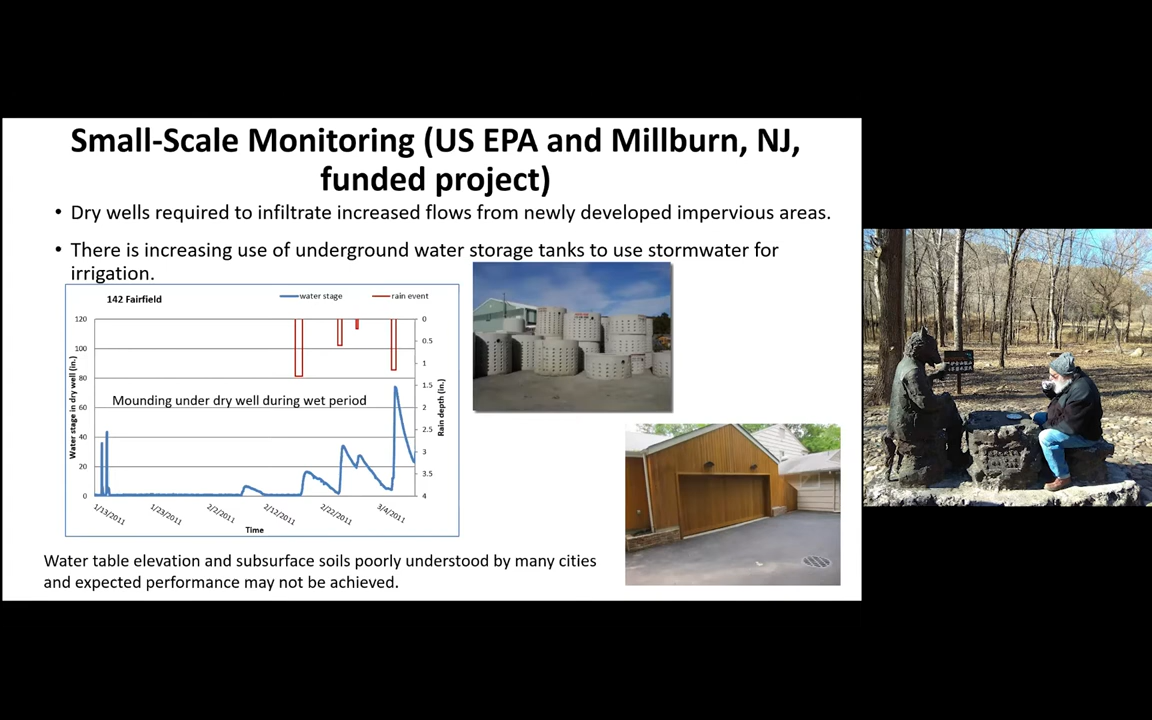 Small-Scale Monitoring (US EPA and Millburn, NJ,
funded project)
• Dry wells required to infiltrate increased flows from newly developed impervious areas.
• There is increasing use of underground water storage tanks to use stormwater for
irrigation.
142 Fairfield
water stage
rain event
120
100
80
60
40
20
0
Water stage in dry well (in.)
Mounding under dry well during wet period
0
0.5
1
1.5
2
2.5
3
3.5
4
Rain depth (in.)
1/13/2011
1/23/2011
2/2/2011
2/12/2011
2/22/2011
3/4/2011
Time
Water table elevation and subsurface soils poorly understood by many cities
and expected performance may not be achieved.